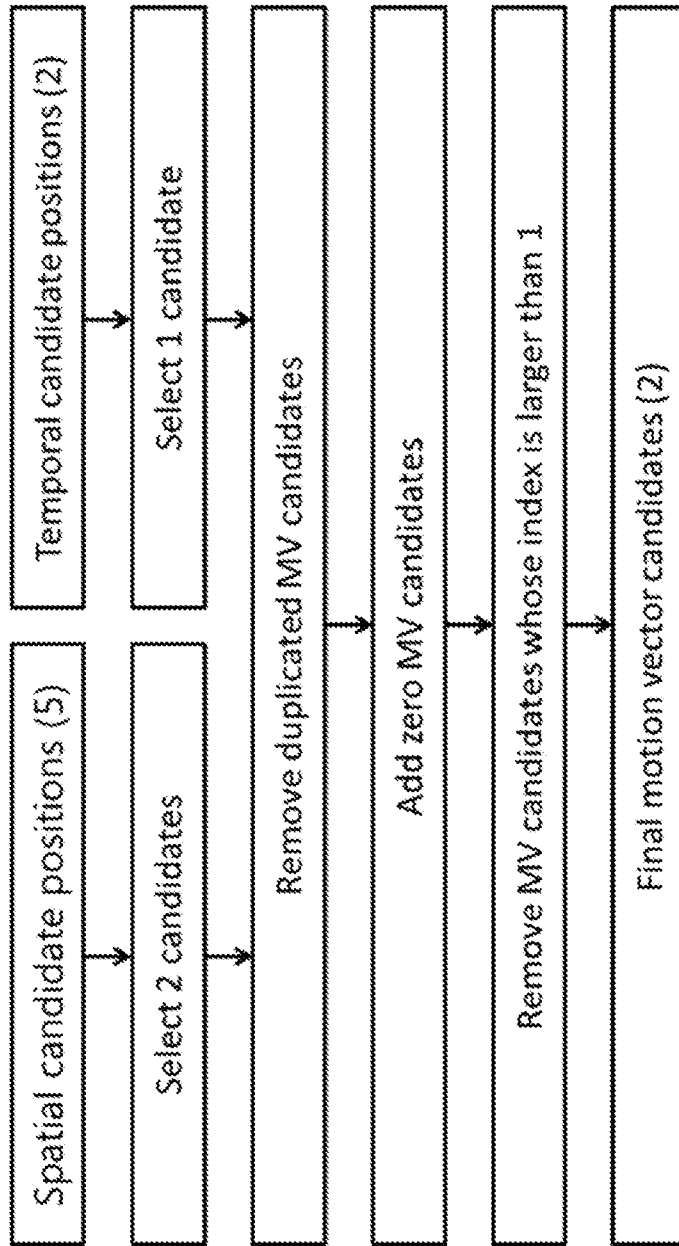 Spatial candidate positions (5)
Temporal candidate positions (2)
Select 2 candidates
Select 1 candidate
Remove duplicated MV candidates
Add zero MV candidates
Remove MV candidates whose index is larger than 1
Final motion vector candidates (2)